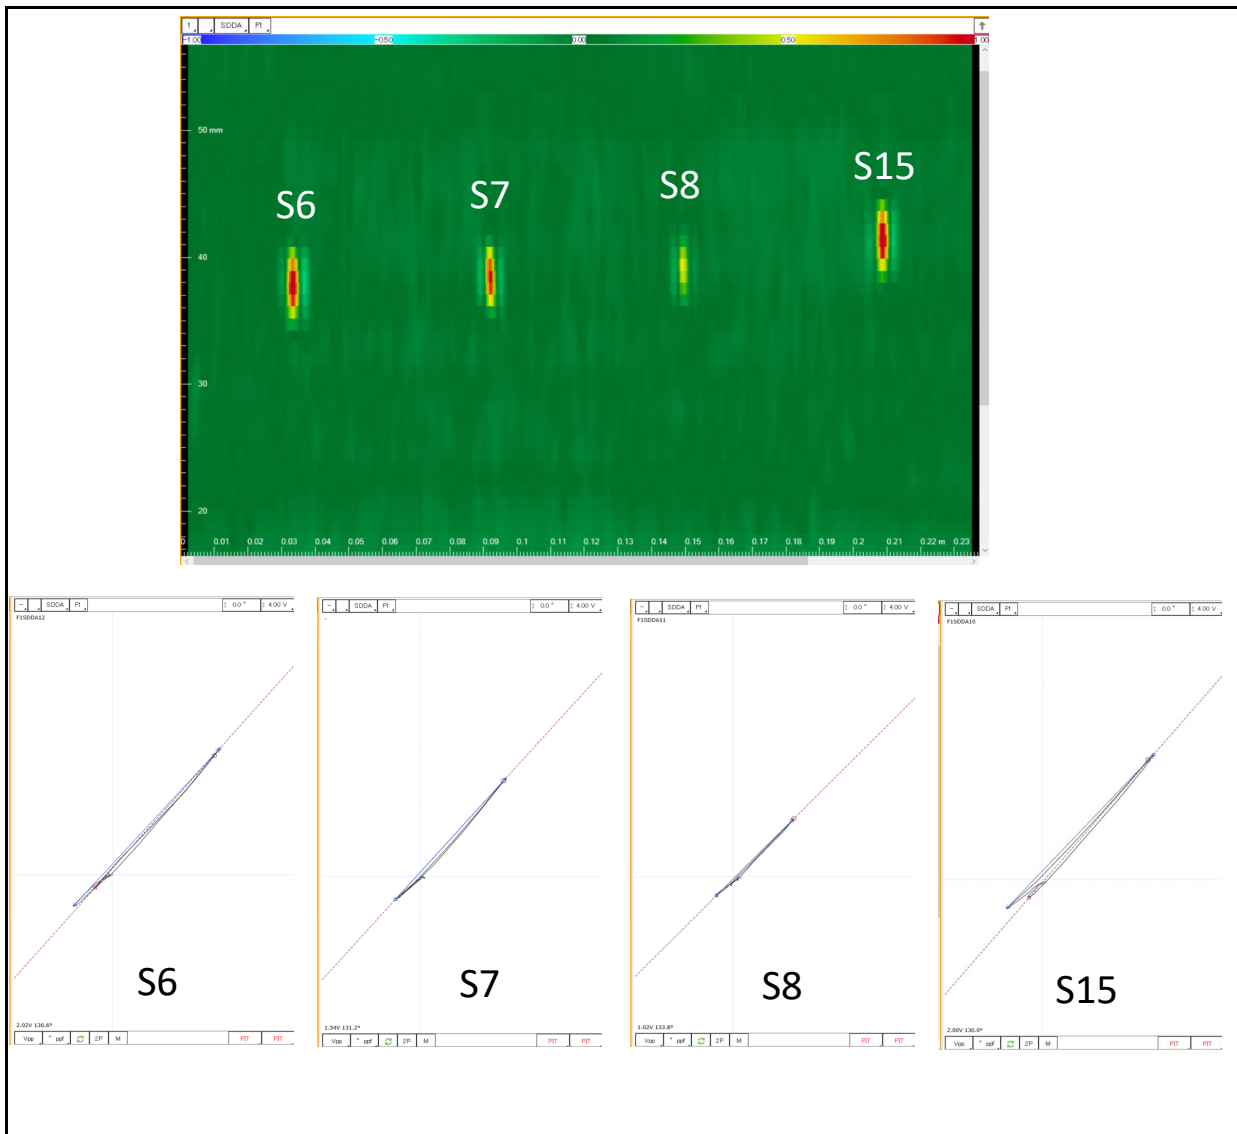 1 SDDA F1
-1.00 -0.50 0.00 0.50 1.00
S6 S7 S8 S15
50 mm
40
30
20
0 0.01 0.02 0.03 0.04 0.05 0.06 0.07 0.08 0.09 0.1 0.11 0.12 0.13 0.14 0.15 0.16 0.17 0.18 0.19 0.2 0.21 0.22 m 0.23
- SDDA F1 0.0 ° 4.00 V
F1SDDA12
S6
2.02V 130.6°
Vpp ° ppf 2P M PIT PIT
- SDDA F1 0.0 ° 4.00 V
-
S7
1.54V 131.2°
Vpp ° ppf 2P M PIT PIT
- SDDA F1 0.0 ° 4.00 V
F1SDDA11
S8
1.02V 133.8°
Vpp ° ppf 2P M PIT PIT
- SDDA F1 0.0 ° 4.00 V
F1SDDA10
S15
2.00V 130.0°
Vpp ° ppf 2P M PIT PIT